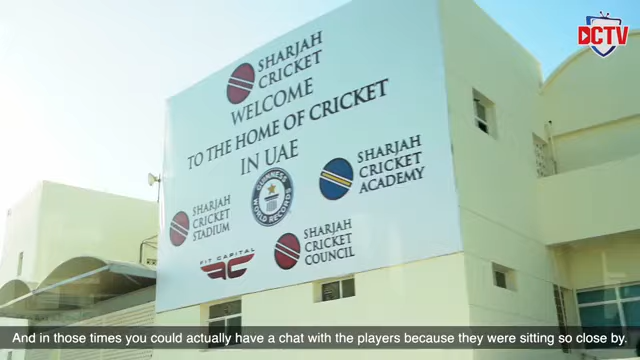 DCTV
SHARJAH
CRICKET
WELCOME
TO THE HOME OF CRICKET
IN UAE
SHARJAH
CRICKET
STADIUM
GUINNESS
WORLD RECORDS
SHARJAH
CRICKET
ACADEMY
FIT CAPITAL
SHARJAH
CRICKET
COUNCIL
And in those times you could actually have a chat with the players because they were sitting so close by.